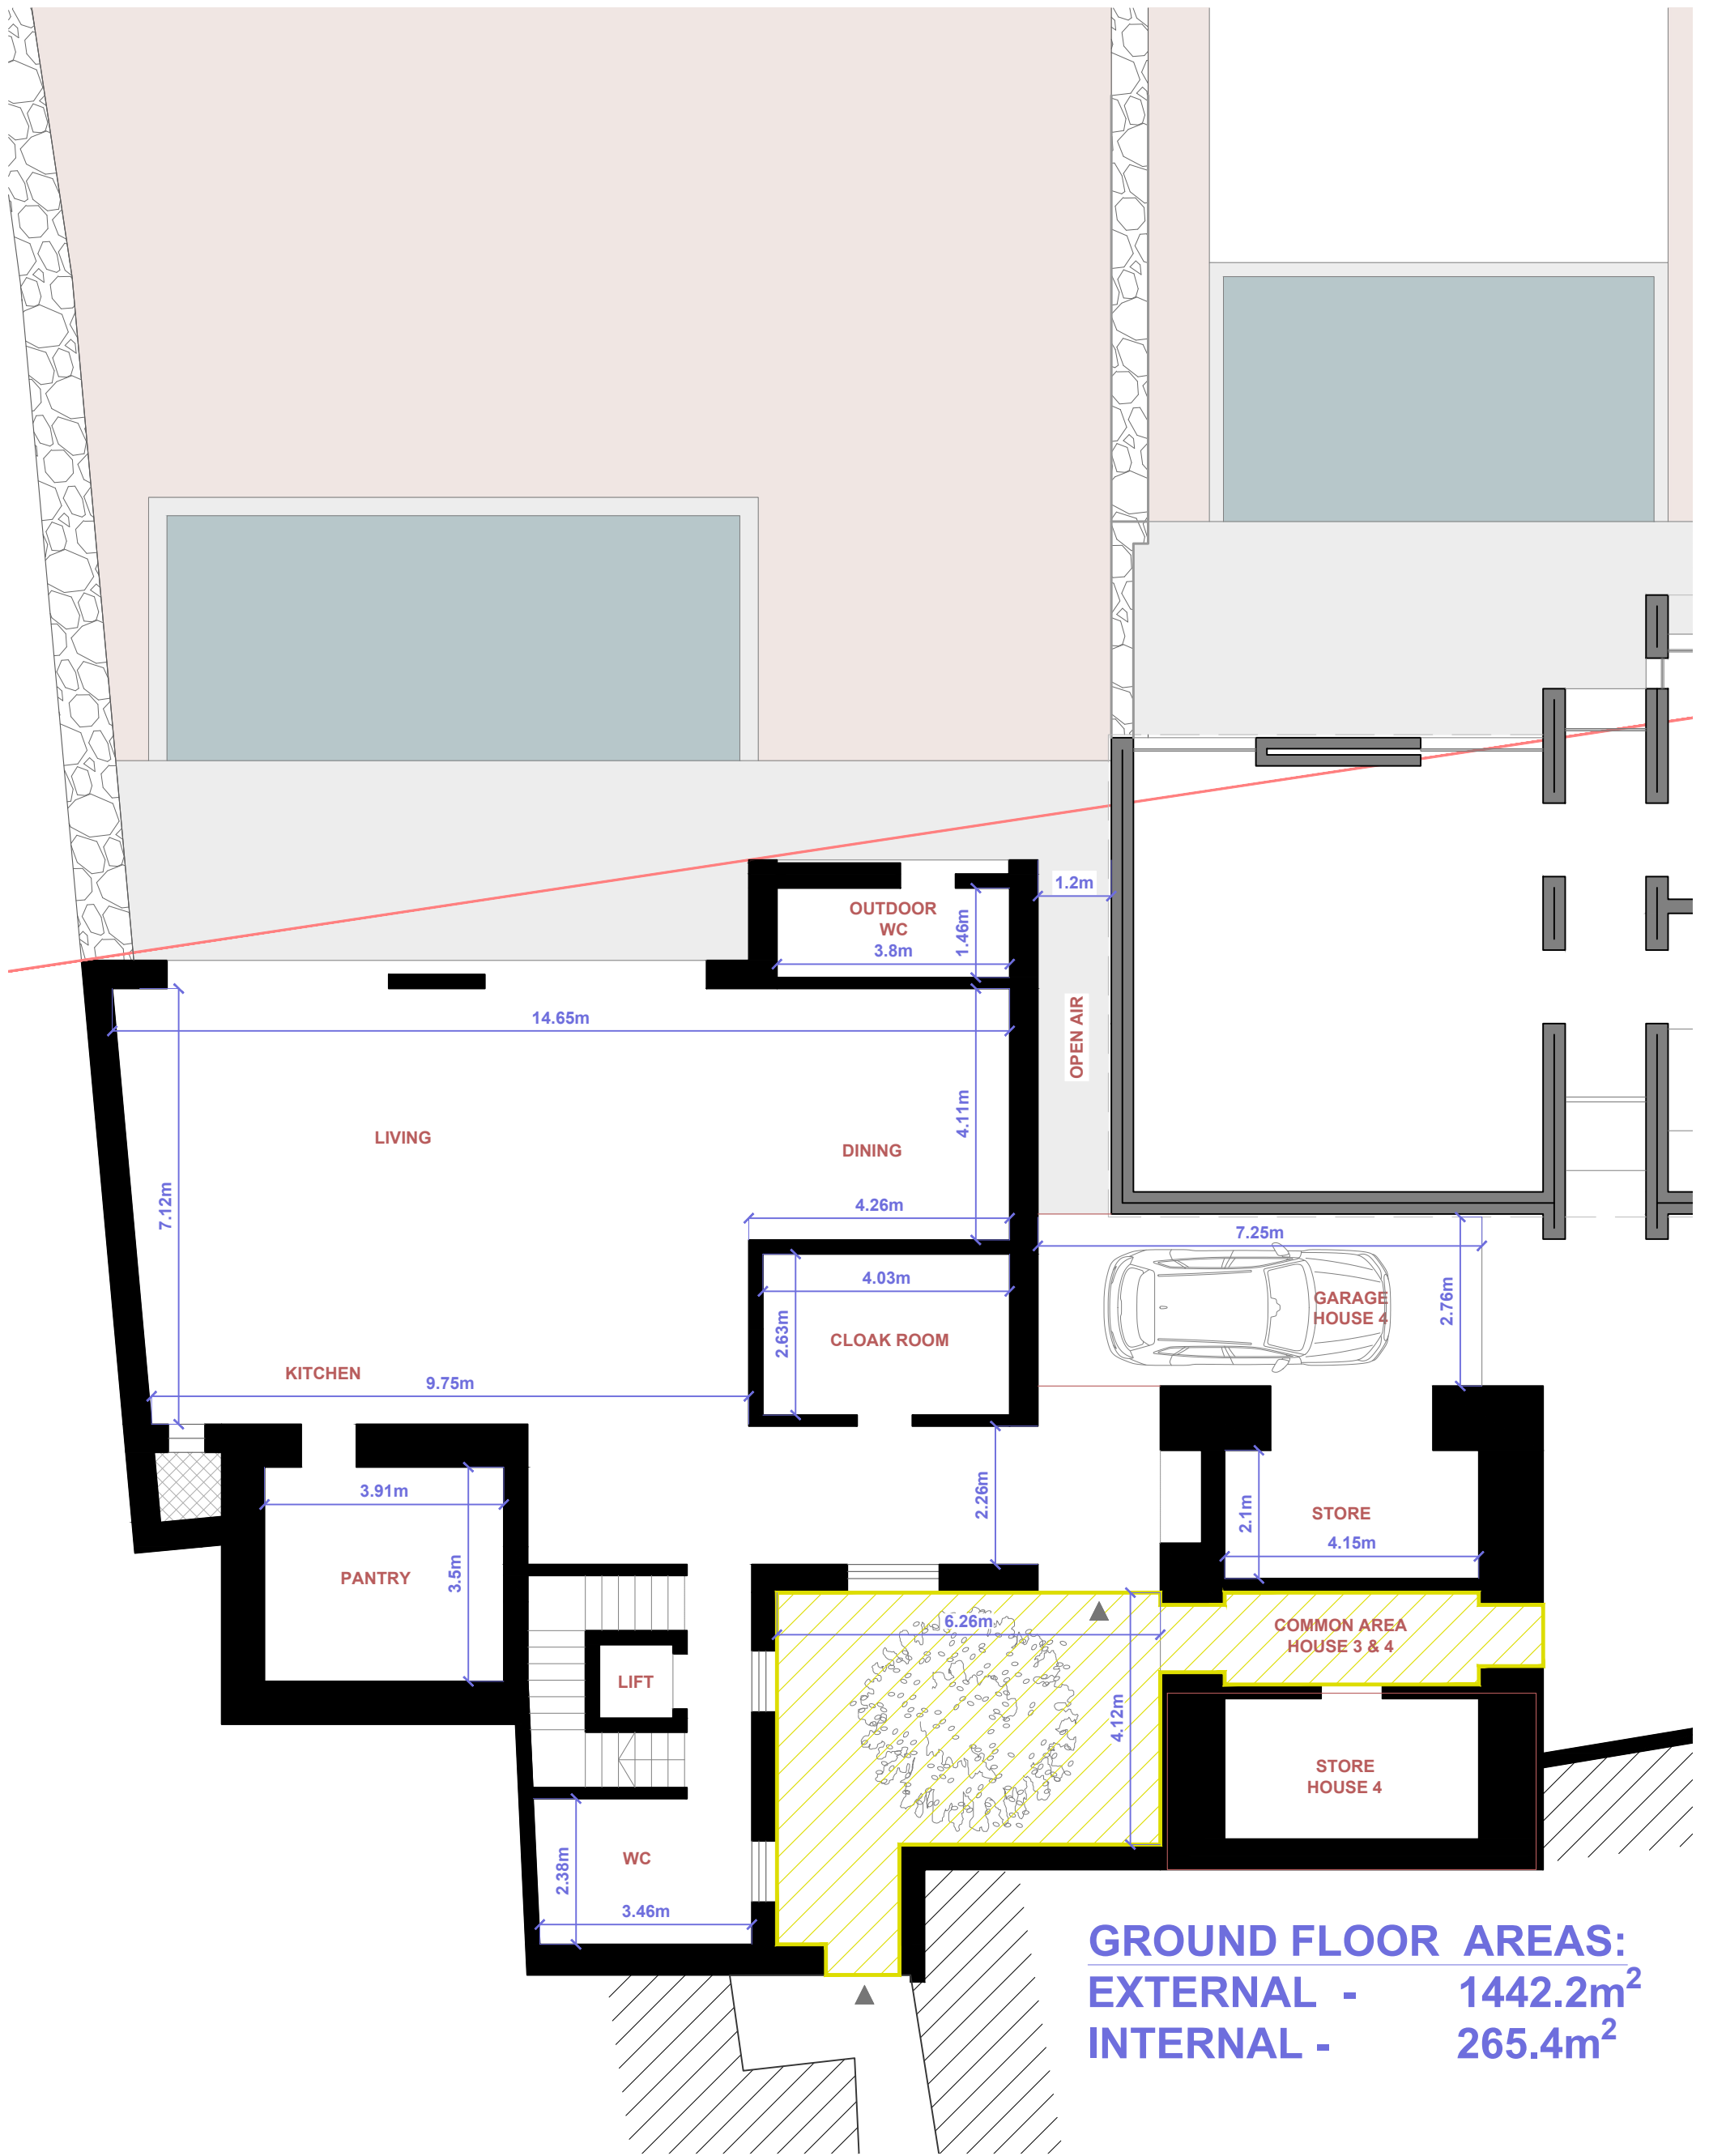 1.2m
OUTDOOR
WC
3.8m
1.46m
14.65m
OPEN AIR
4.11m
LIVING
DINING
7.12m
4.26m
7.25m
4.03m
GARAGE
HOUSE 4
2.76m
2.63m
CLOAK ROOM
KITCHEN
9.75m
3.91m
2.26m
2.1m
STORE
4.15m
PANTRY
3.5m
6.26m
COMMON AREA
HOUSE 3 & 4
LIFT
4.12m
STORE
HOUSE 4
WC
2.38m
3.46m
GROUND FLOOR AREAS:
EXTERNAL - 1442.2m²
INTERNAL - 265.4m²